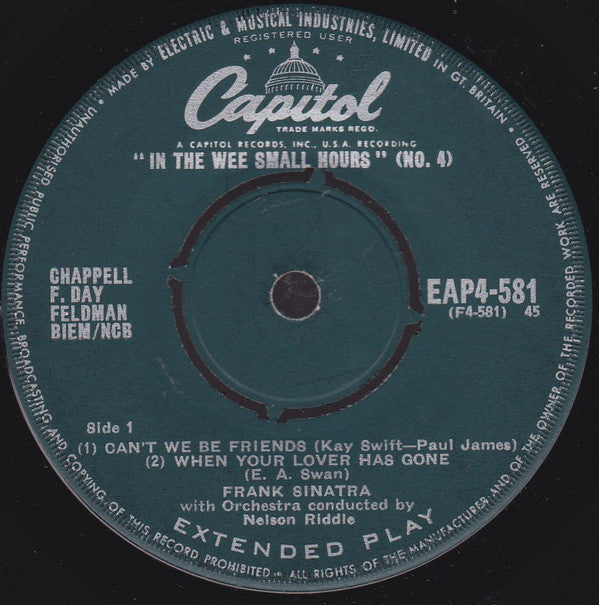 MADE BY ELECTRIC & MUSICAL INDUSTRIES, LIMITED IN GT. BRITAIN •
REGISTERED USER
Capitol
TRADE MARKS REGD.
A CAPITOL RECORDS, INC., U.S.A. RECORDING
"IN THE WEE SMALL HOURS" (NO. 4)
CHAPPELL
F. DAY
FELDMAN
BIEM/NCB
EAP4-581
(F4-581) 45
Side 1
(1) CAN'T WE BE FRIENDS (Kay Swift—Paul James)
(2) WHEN YOUR LOVER HAS GONE
(E. A. Swan)
FRANK SINATRA
with Orchestra conducted by
Nelson Riddle
EXTENDED PLAY
• UNAUTHORISED PUBLIC PERFORMANCE, BROADCASTING AND COPYING OF THIS RECORD PROHIBITED • ALL RIGHTS OF THE MANUFACTURER AND OF THE OWNER OF THE RECORDED WORK ARE RESERVED •